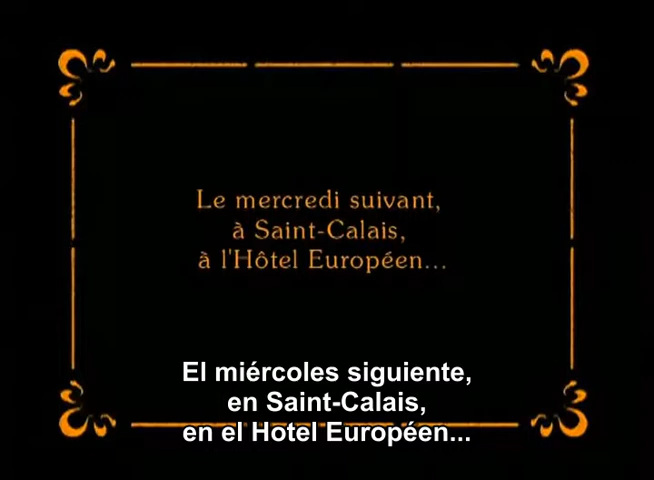 Le mercredi suivant,
à Saint-Calais,
à l'Hôtel Européen...
El miércoles siguiente,
en Saint-Calais,
en el Hotel Européen...